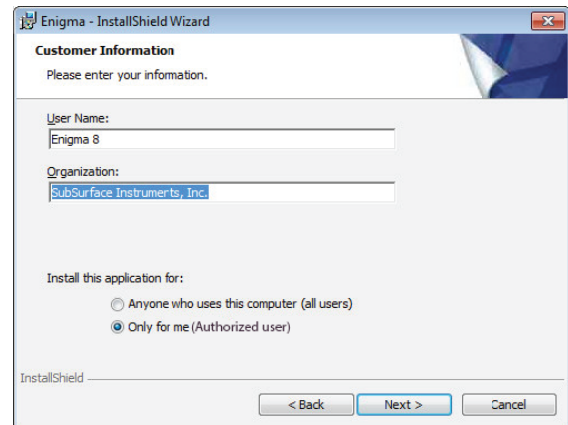 Enigma - InstallShield Wizard
Customer Information
Please enter your information.
User Name:
Enigma 8
Organization:
SubSurface Instrumerts, Inc.
Install this application for:
Anyone who uses this computer (all users)
Only for me (Authorized user)
InstallShield
< Back Next > Cancel